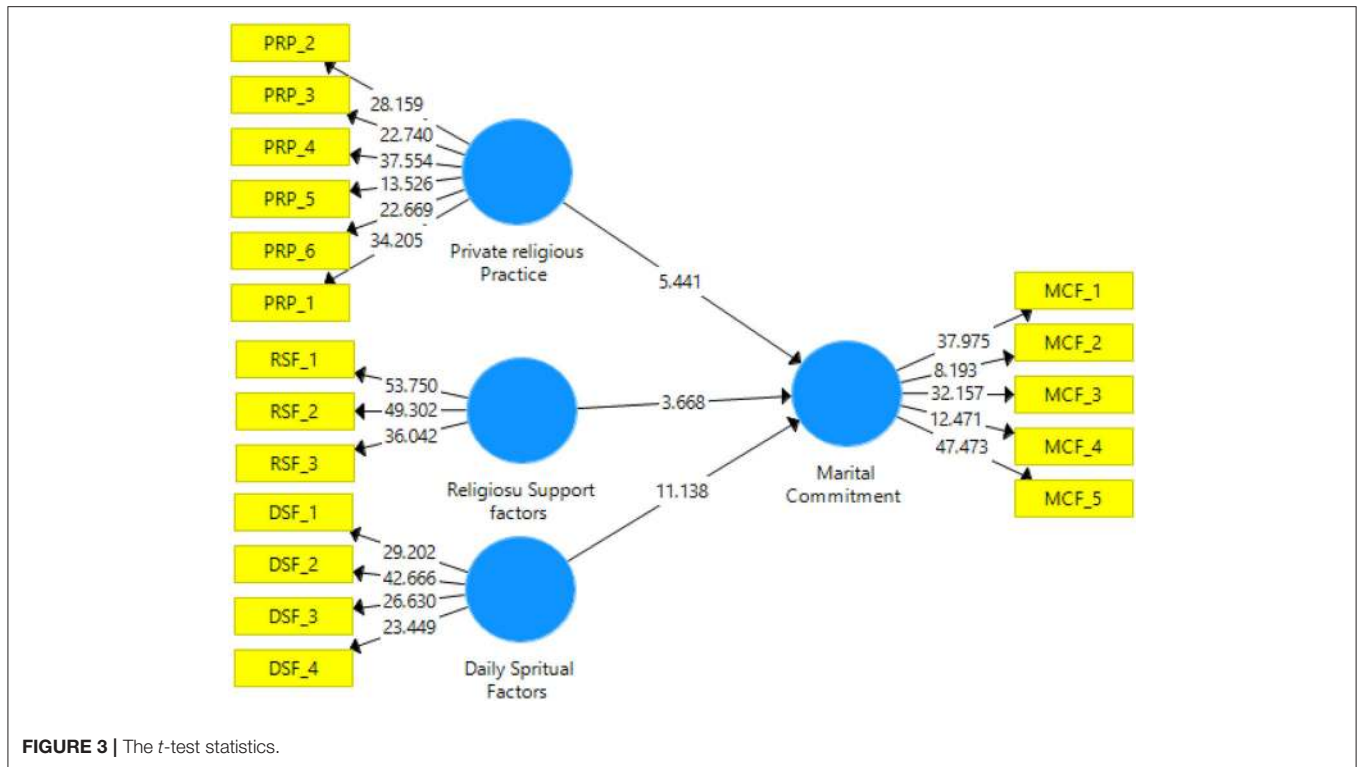 PRP_2
PRP_3
PRP_4
PRP_5
PRP_6
PRP_1
28.159
22.740
37.554
13.526
22.669
34.205
Private religious
Practice
RSF_1
RSF_2
RSF_3
53.750
49.302
36.042
Religiosu Support
factors
DSF_1
DSF_2
DSF_3
DSF_4
29.202
42.666
26.630
23.449
Daily Spritual
Factors
5.441
3.668
11.138
Marital
Commitment
37.975
8.193
32.157
12.471
47.473
MCF_1
MCF_2
MCF_3
MCF_4
MCF_5
FIGURE 3 | The t-test statistics.